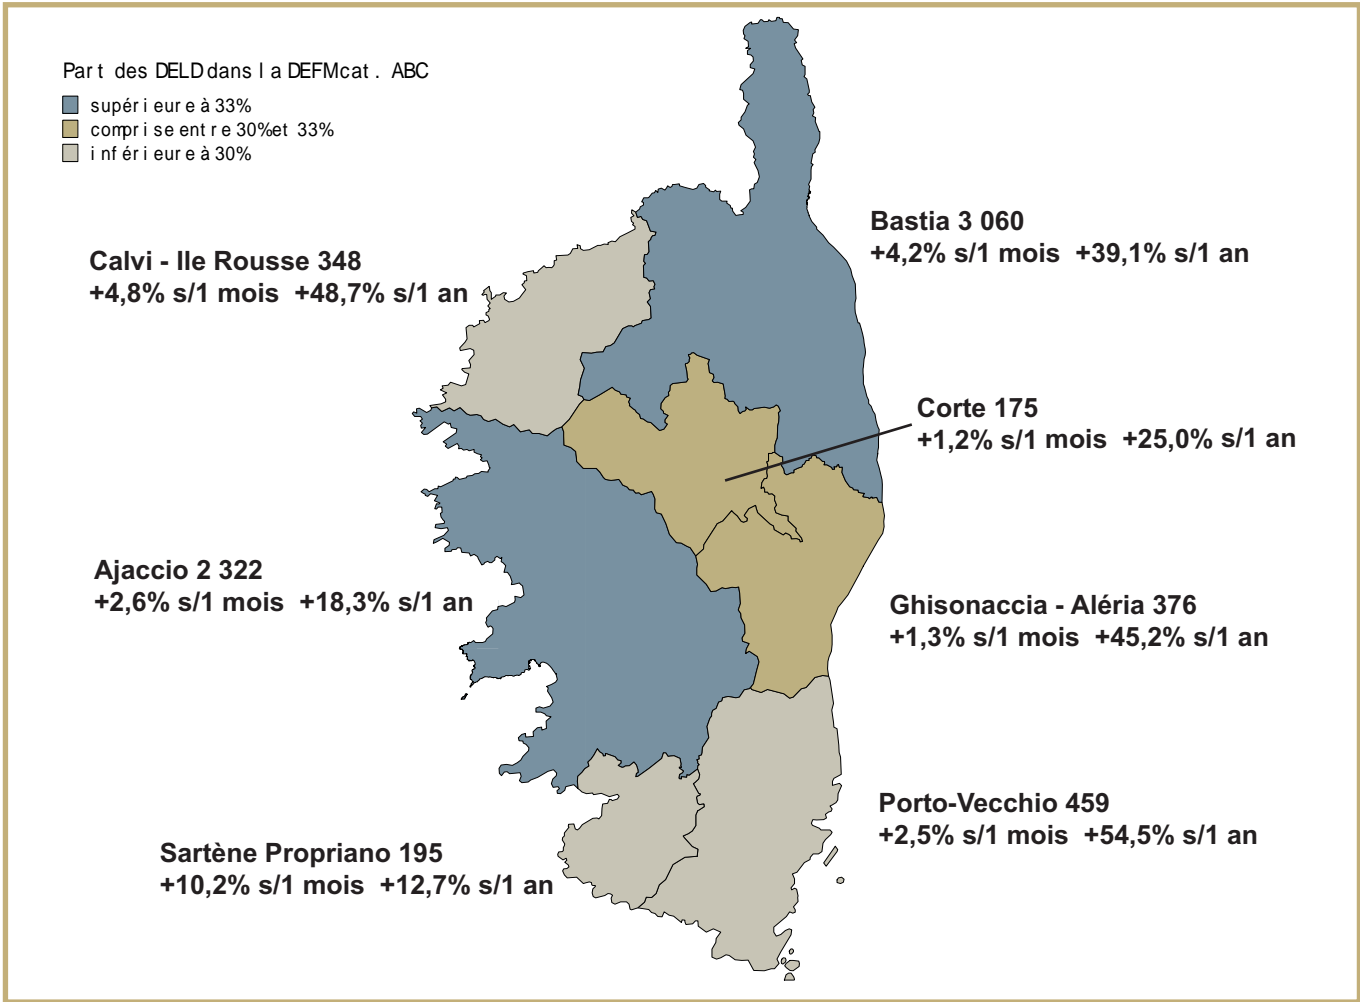 Part des DELD dans la DEFM cat. ABC
supérieure à 33%
comprise entre 30% et 33%
inférieure à 30%
Bastia 3 060
+4,2% s/1 mois +39,1% s/1 an
Calvi - Ile Rousse 348
+4,8% s/1 mois +48,7% s/1 an
Corte 175
+1,2% s/1 mois +25,0% s/1 an
Ajaccio 2 322
+2,6% s/1 mois +18,3% s/1 an
Ghisonaccia - Aléria 376
+1,3% s/1 mois +45,2% s/1 an
Porto-Vecchio 459
+2,5% s/1 mois +54,5% s/1 an
Sartène Propriano 195
+10,2% s/1 mois +12,7% s/1 an